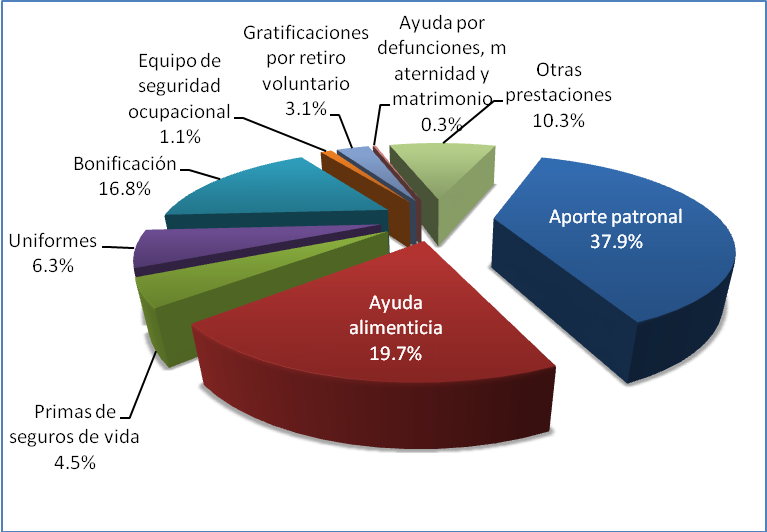 Gratificaciones
por retiro
voluntario
3.1%
Ayuda por
defunciones, m
aternidad y
matrimonio
0.3%
Otras
prestaciones
10.3%
Equipo de
seguridad
ocupacional
1.1%
Bonificación
16.8%
Aporte patronal
37.9%
Uniformes
6.3%
Ayuda
alimenticia
19.7%
Primas de
seguros de vida
4.5%